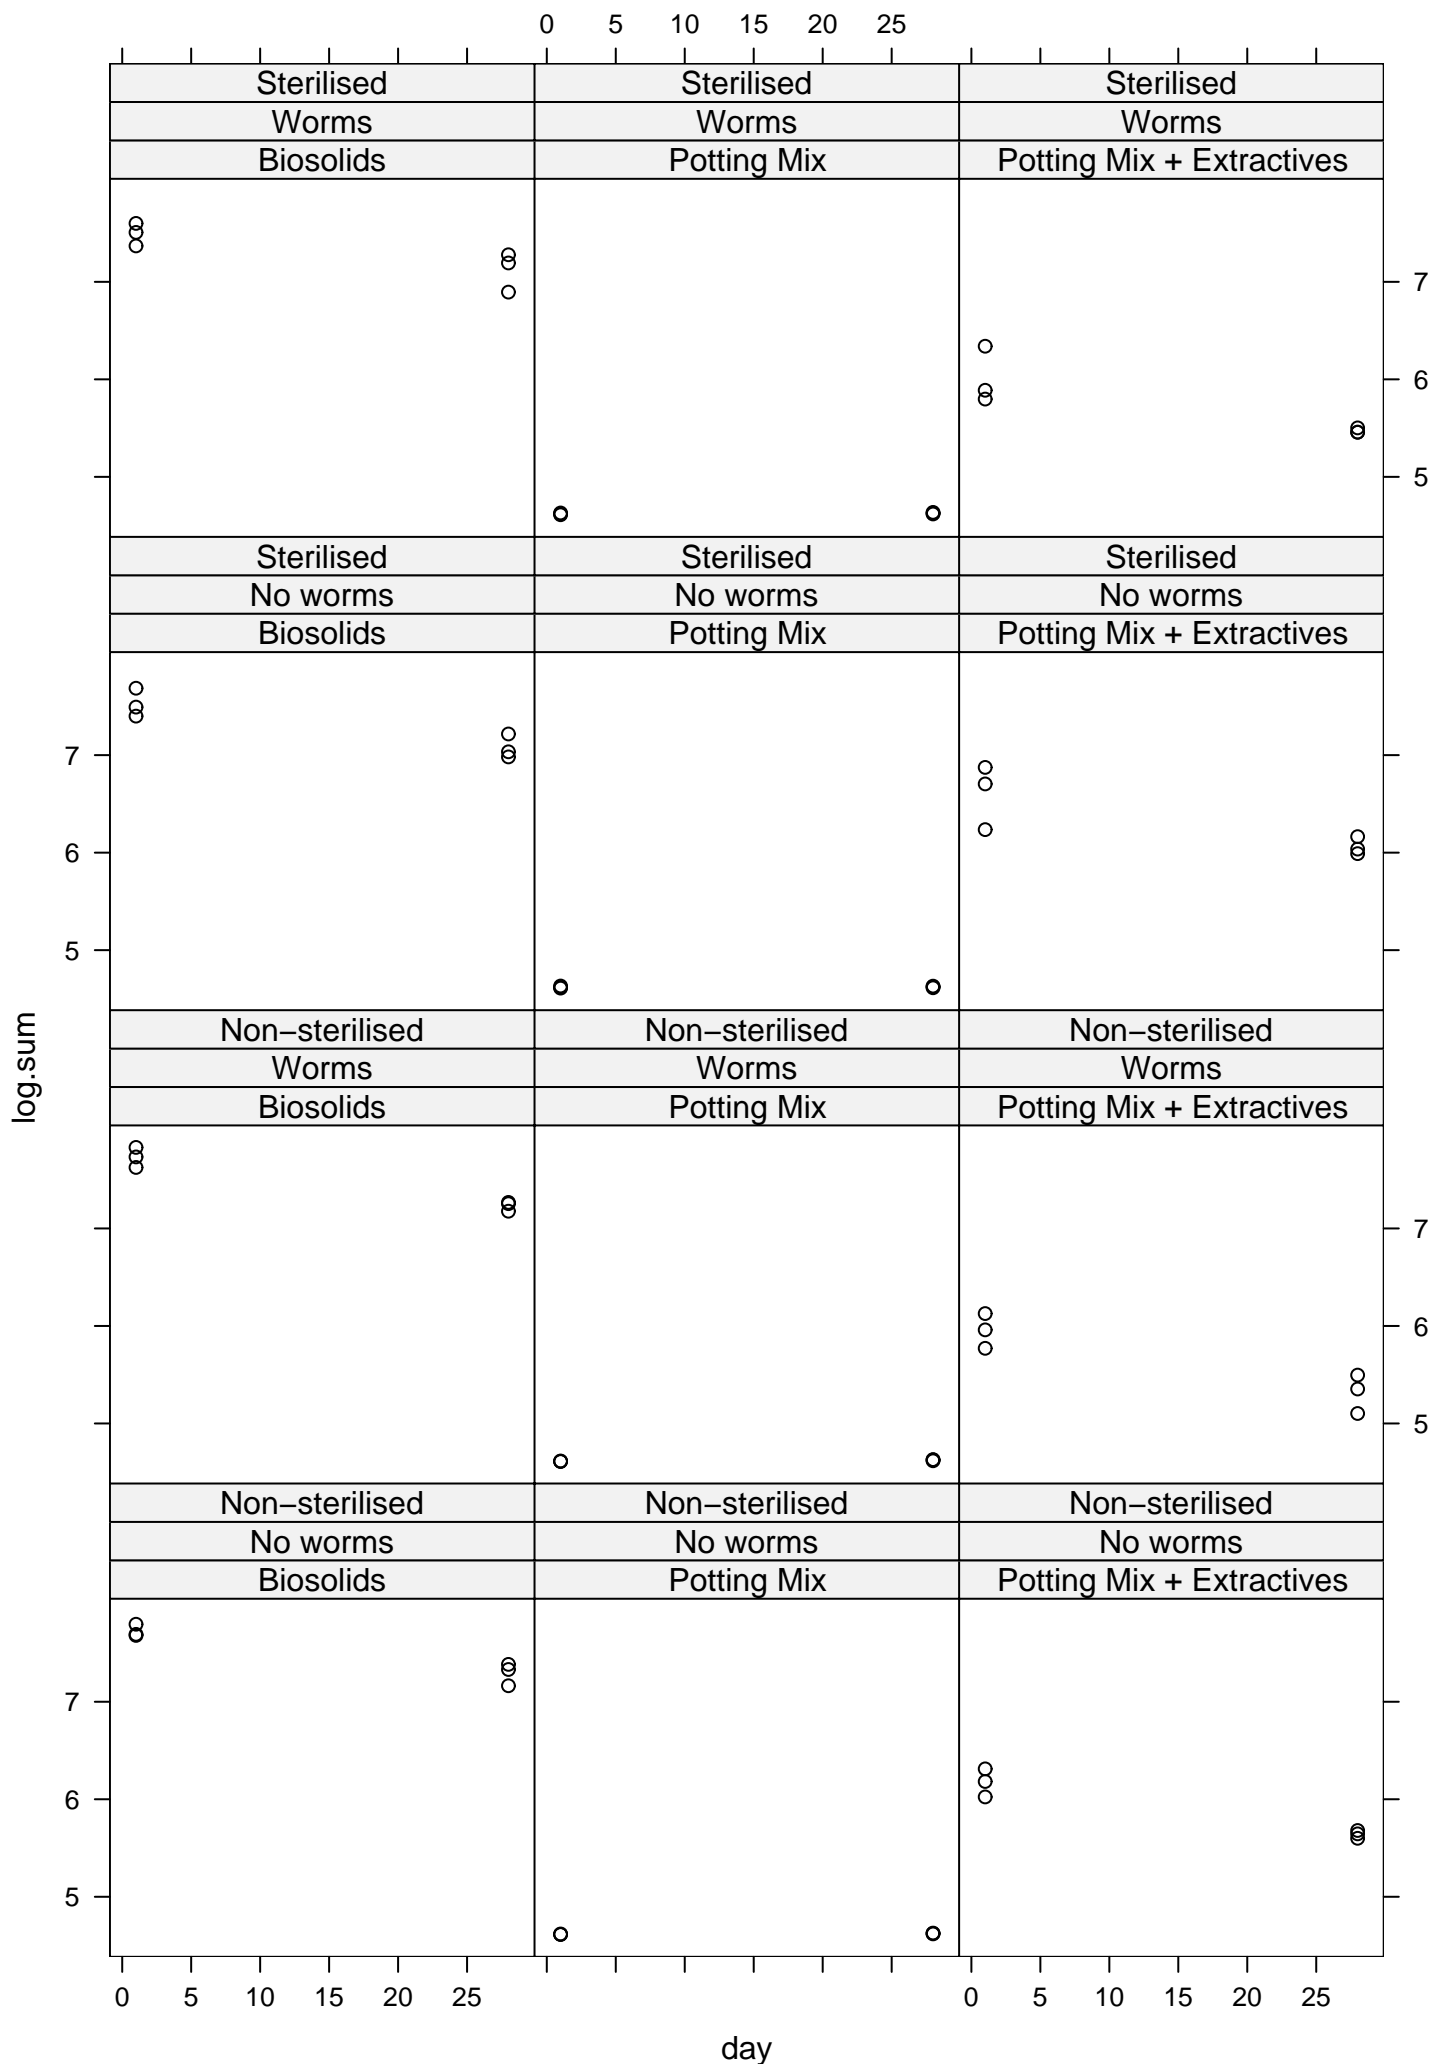 0 5 10 15 20 25
Sterilised Sterilised Sterilised
Worms Worms Worms
Biosolids Potting Mix Potting Mix + Extractives
7
6
5
Sterilised Sterilised Sterilised
No worms No worms No worms
Biosolids Potting Mix Potting Mix + Extractives
7
6
5
log.sum
Non−sterilised Non−sterilised Non−sterilised
Worms Worms Worms
Biosolids Potting Mix Potting Mix + Extractives
7
6
5
Non−sterilised Non−sterilised Non−sterilised
No worms No worms No worms
Biosolids Potting Mix Potting Mix + Extractives
7
6
5
0 5 10 15 20 25 0 5 10 15 20 25
day